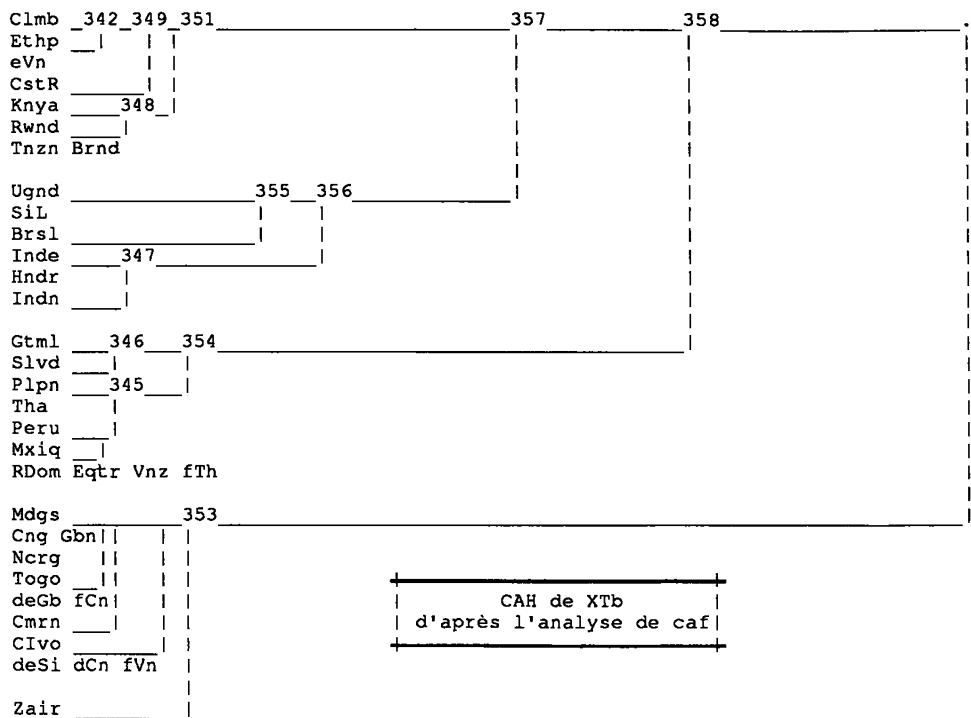 Clmb 342 349 351 357 358
Ethp
eVn
CstR
Knya 348
Rwnd
Tnzn Brnd
Ugnd 355 356
SiL
Brsl
Inde 347
Hndr
Indn
Gtml 346 354
Slvd
Plpn 345
Tha
Peru
Mxiq
RDom Eqtr Vnz fTh
Mdgs 353
Cng Gbn
Ncrg
Togo
deGb fCn
Cmrn
CIvo
deSi dCn fVn
Zair
CAH de XTb
d'après l'analyse de caf